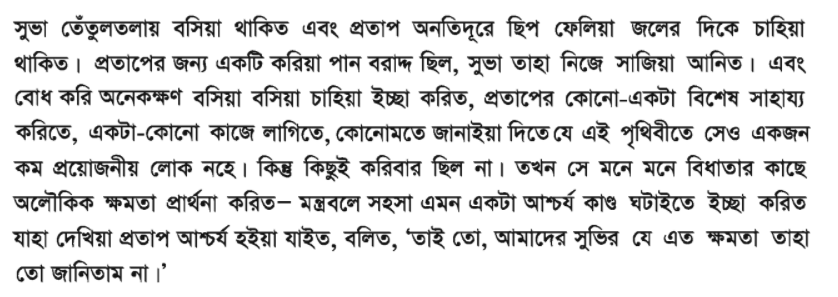 সুভা তেঁতুলতলায় বসিয়া থাকিত এবং প্রতাপ অনতিদূরে ছিপ ফেলিয়া জলের দিকে চাহিয়া
থাকিত। প্রতাপের জন্য একটি করিয়া পান বরাদ্দ ছিল, সুভা তাহা নিজে সাজিয়া আনিত। এবং
বোধ করি অনেকক্ষণ বসিয়া বসিয়া চাহিয়া ইচ্ছা করিত, প্রতাপের কোনো-একটা বিশেষ সাহায্য
করিতে, একটা-কোনো কাজে লাগিতে, কোনোমতে জানাইয়া দিতে যে এই পৃথিবীতে সেও একজন
কম প্রয়োজনীয় লোক নহে। কিন্তু কিছুই করিবার ছিল না। তখন সে মনে মনে বিধাতার কাছে
অলৌকিক ক্ষমতা প্রার্থনা করিত– মন্ত্রবলে সহসা এমন একটা আশ্চর্য কাণ্ড ঘটাইতে ইচ্ছা করিত
যাহা দেখিয়া প্রতাপ আশ্চর্য হইয়া যাইত, বলিত, ‘তাই তো, আমাদের সুভির যে এত ক্ষমতা তাহা
তো জানিতাম না।’